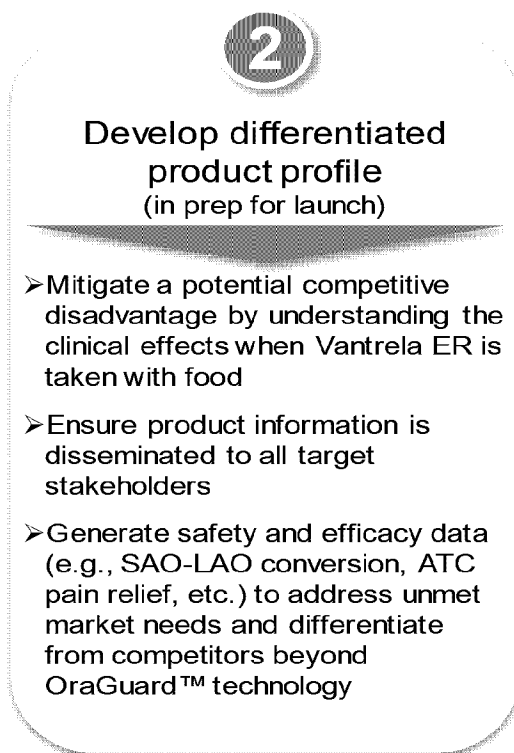 2
Develop differentiated
product profile
(in prep for launch)
➢Mitigate a potential competitive
disadvantage by understanding the
clinical effects when Vantrela ER is
taken with food
➢Ensure product information is
disseminated to all target
stakeholders
➢Generate safety and efficacy data
(e.g., SAO-LAO conversion, ATC
pain relief, etc.) to address unmet
market needs and differentiate
from competitors beyond
OraGuard™ technology